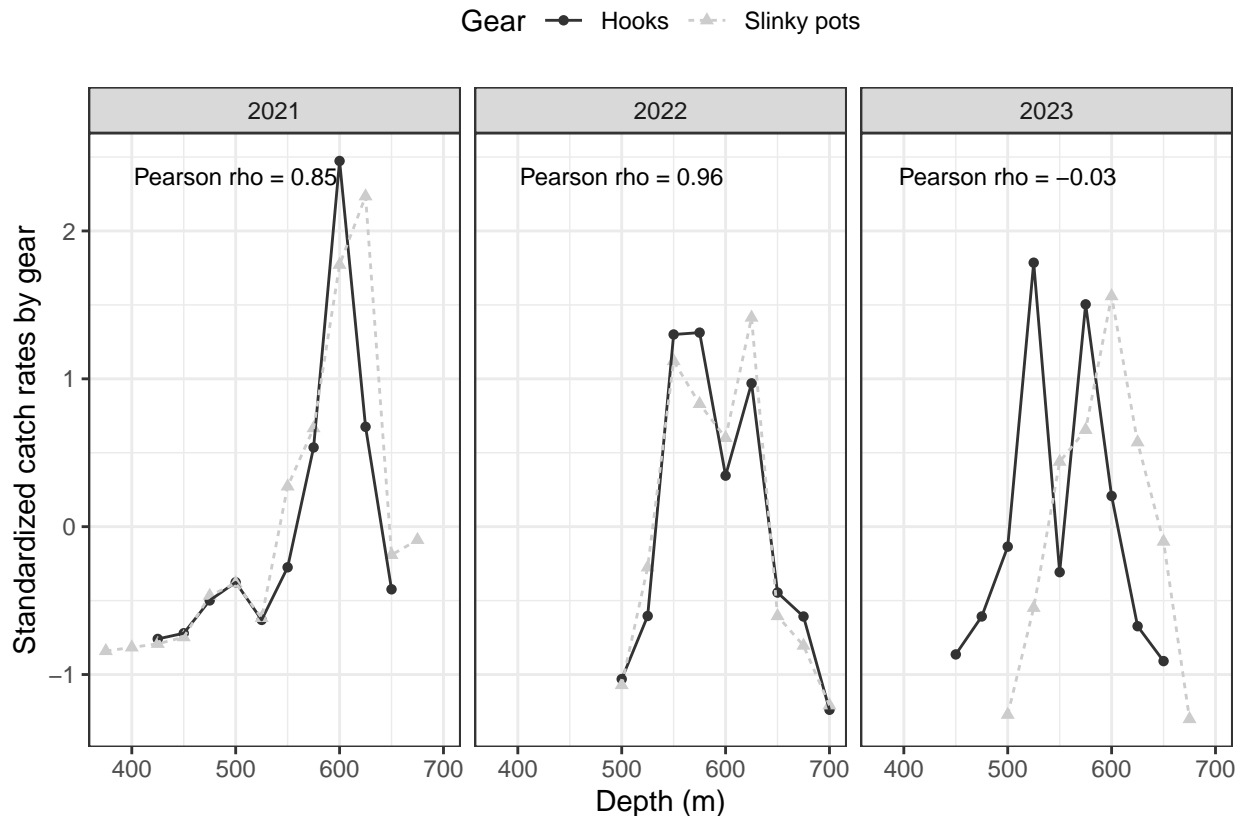 Gear Hooks Slinky pots
2021 2022 2023
Pearson rho = 0.85 Pearson rho = 0.96 Pearson rho = −0.03
2
1
0
−1
Standardized catch rates by gear
400 500 600 700 400 500 600 700 400 500 600 700
Depth (m)